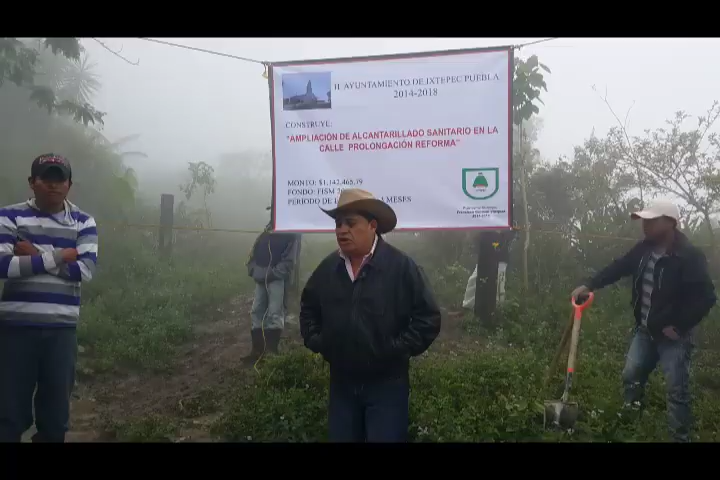 H. AYUNTAMIENTO DE IXTEPEC PUEBLA
2014-2018
CONSTRUYE:
"AMPLIACIÓN DE ALCANTARILLADO SANITARIO EN LA
CALLE PROLONGACIÓN REFORMA"
MONTO: $1,142,465.79
FONDO: FISM
PERIODO DE MESES